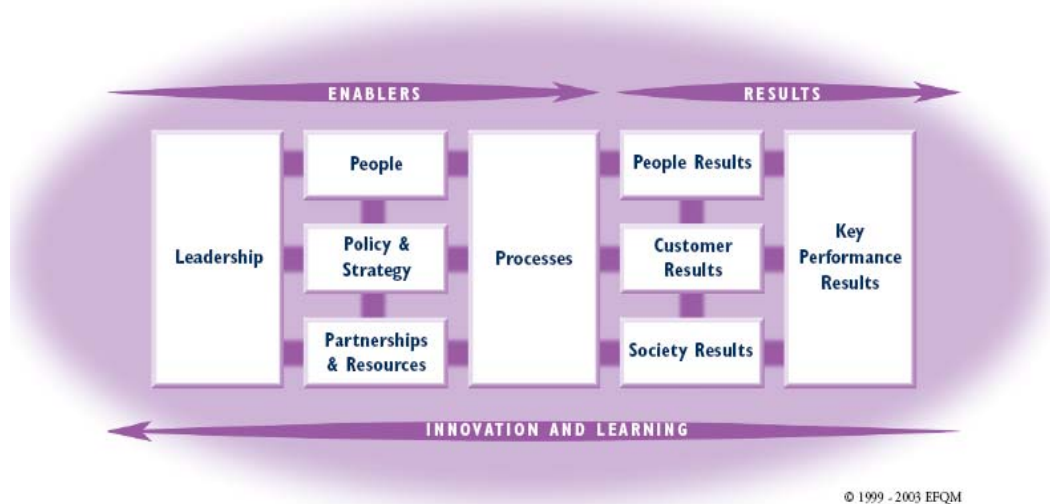 ENABLERS
RESULTS
Leadership
People
Policy &
Strategy
Partnerships
& Resources
Processes
People Results
Customer
Results
Society Results
Key
Performance
Results
INNOVATION AND LEARNING
© 1999 - 2003 EFQM